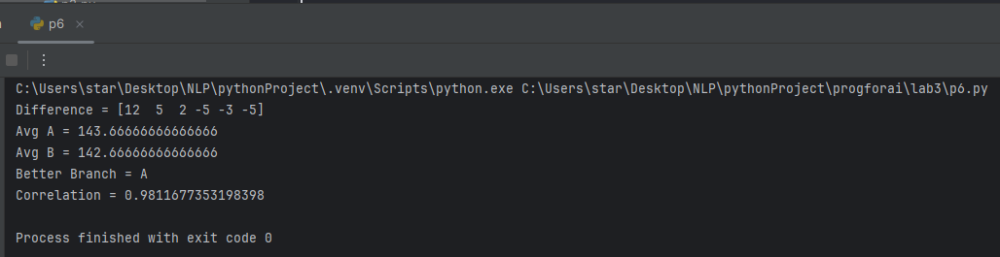 p6
C:\Users\star\Desktop\NLP\pythonProject\.venv\Scripts\python.exe C:\Users\star\Desktop\NLP\pythonProject\progforai\lab3\p6.py
Difference = [12  5  2 -5 -3 -5]
Avg A = 143.66666666666666
Avg B = 142.66666666666666
Better Branch = A
Correlation = 0.9811677353198398
Process finished with exit code 0